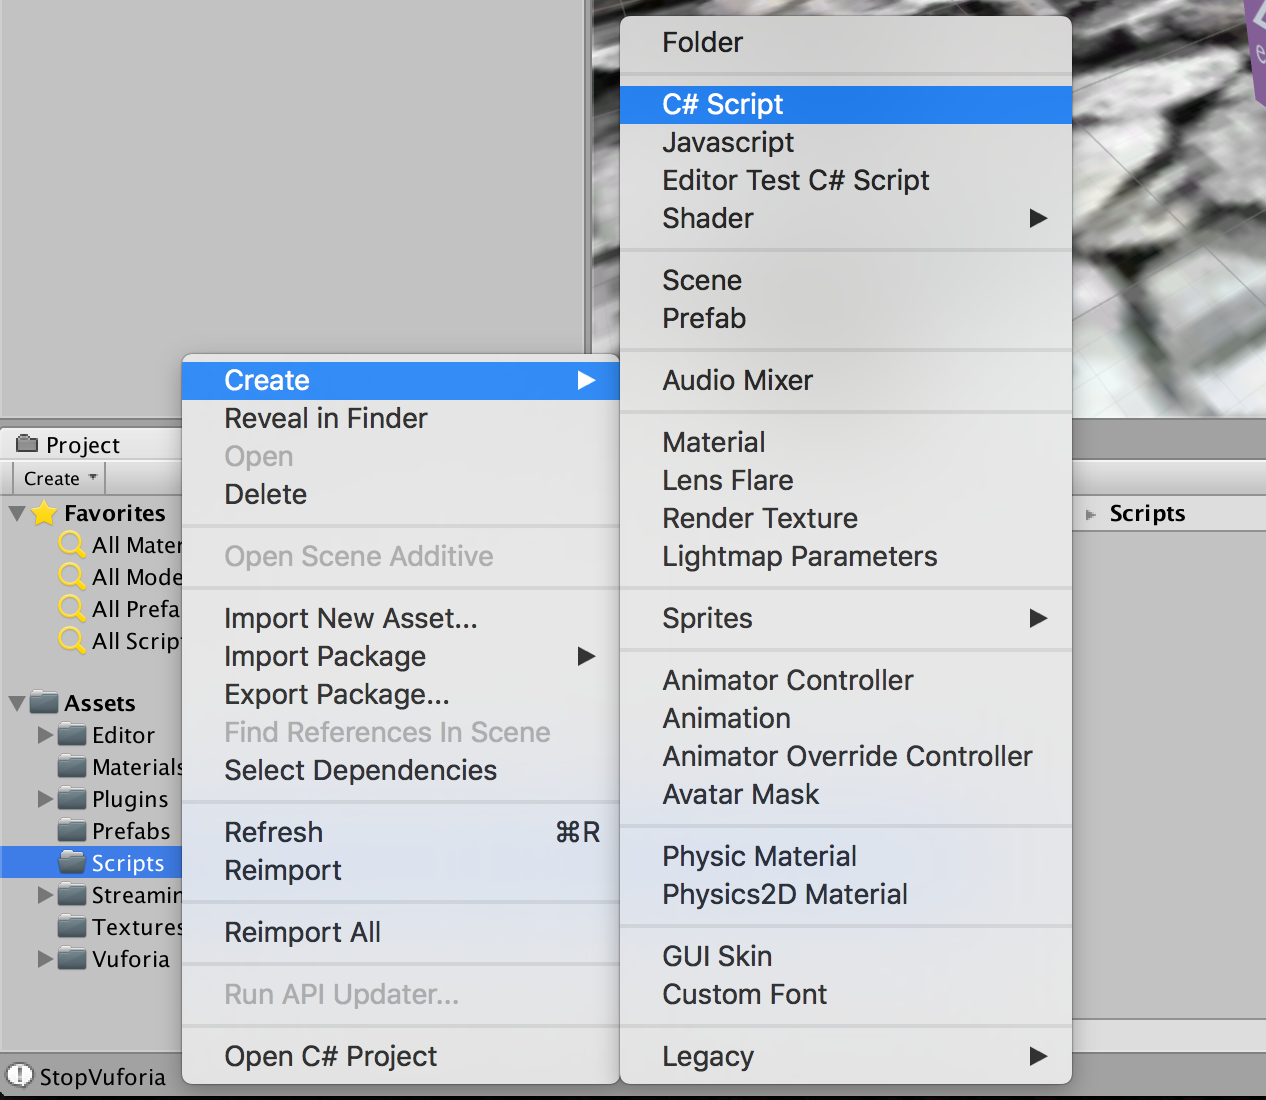 Folder
C# Script
Javascript
Editor Test C# Script
Shader
Scene
Prefab
Audio Mixer
Material
Lens Flare
Render Texture
Lightmap Parameters
Sprites
Animator Controller
Animation
Animator Override Controller
Avatar Mask
Physic Material
Physics2D Material
GUI Skin
Custom Font
Legacy
Create
Reveal in Finder
Open
Delete
Open Scene Additive
Import New Asset...
Import Package
Export Package...
Find References In Scene
Select Dependencies
Refresh ⌘R
Reimport
Reimport All
Run API Updater...
Open C# Project
Project
Create
Favorites
All Mater
All Mode
All Prefa
All Script
Assets
Editor
Materials
Plugins
Prefabs
Scripts
Streamin
Textures
Vuforia
StopVuforia
Scripts